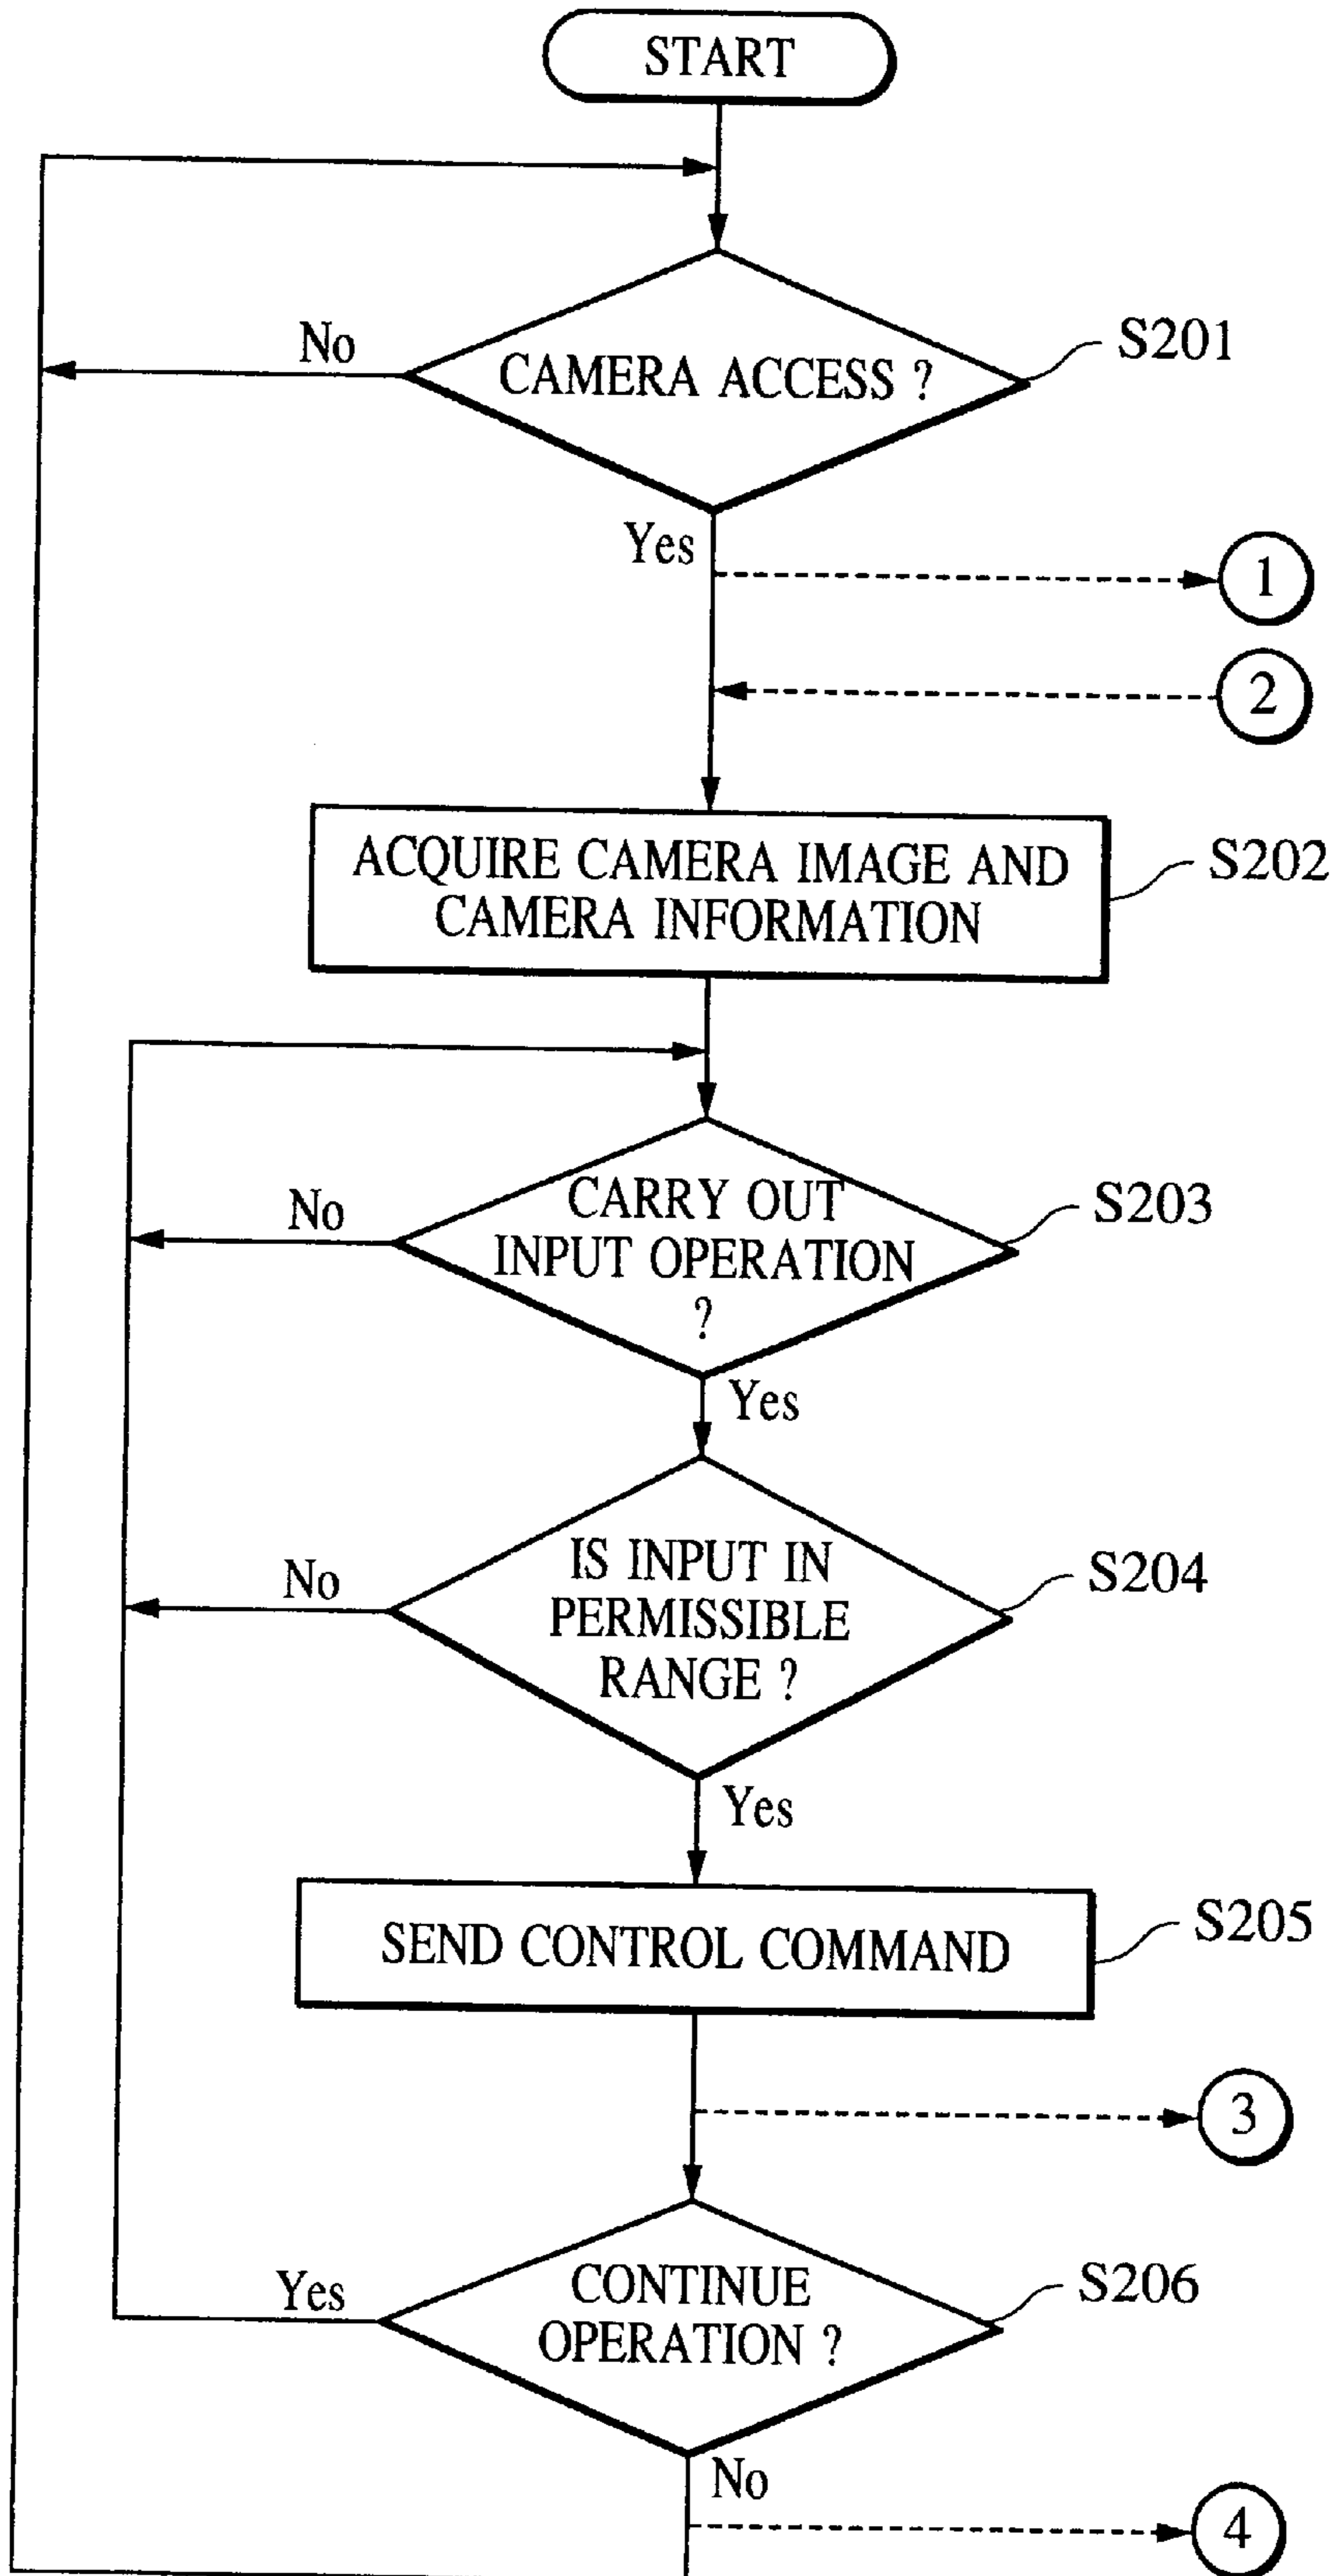 START
No
CAMERA ACCESS ?
S201
Yes
1
2
ACQUIRE CAMERA IMAGE AND
CAMERA INFORMATION
S202
No
CARRY OUT
INPUT OPERATION
?
S203
Yes
No
IS INPUT IN
PERMISSIBLE
RANGE ?
S204
Yes
SEND CONTROL COMMAND
S205
3
Yes
CONTINUE
OPERATION ?
S206
No
4